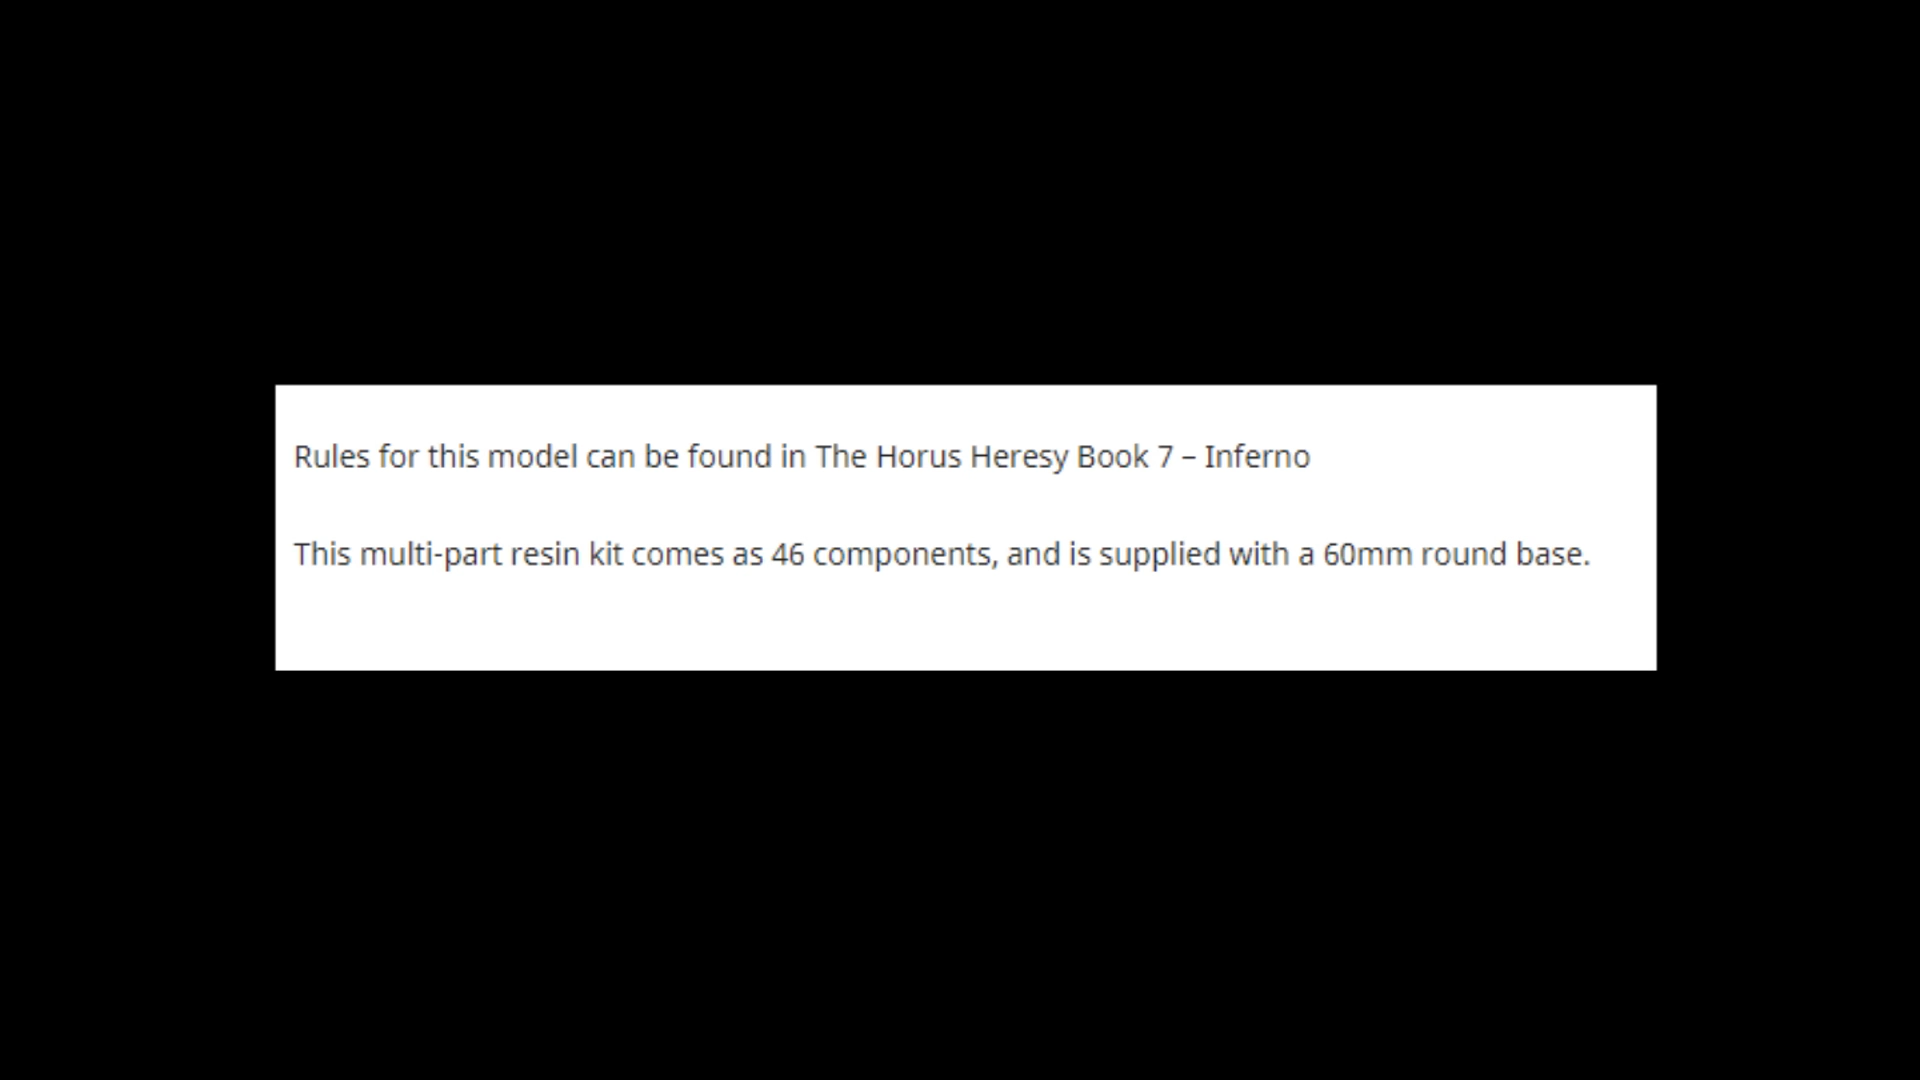 Rules for this model can be found in The Horus Heresy Book 7 – Inferno
This multi-part resin kit comes as 46 components, and is supplied with a 60mm round base.